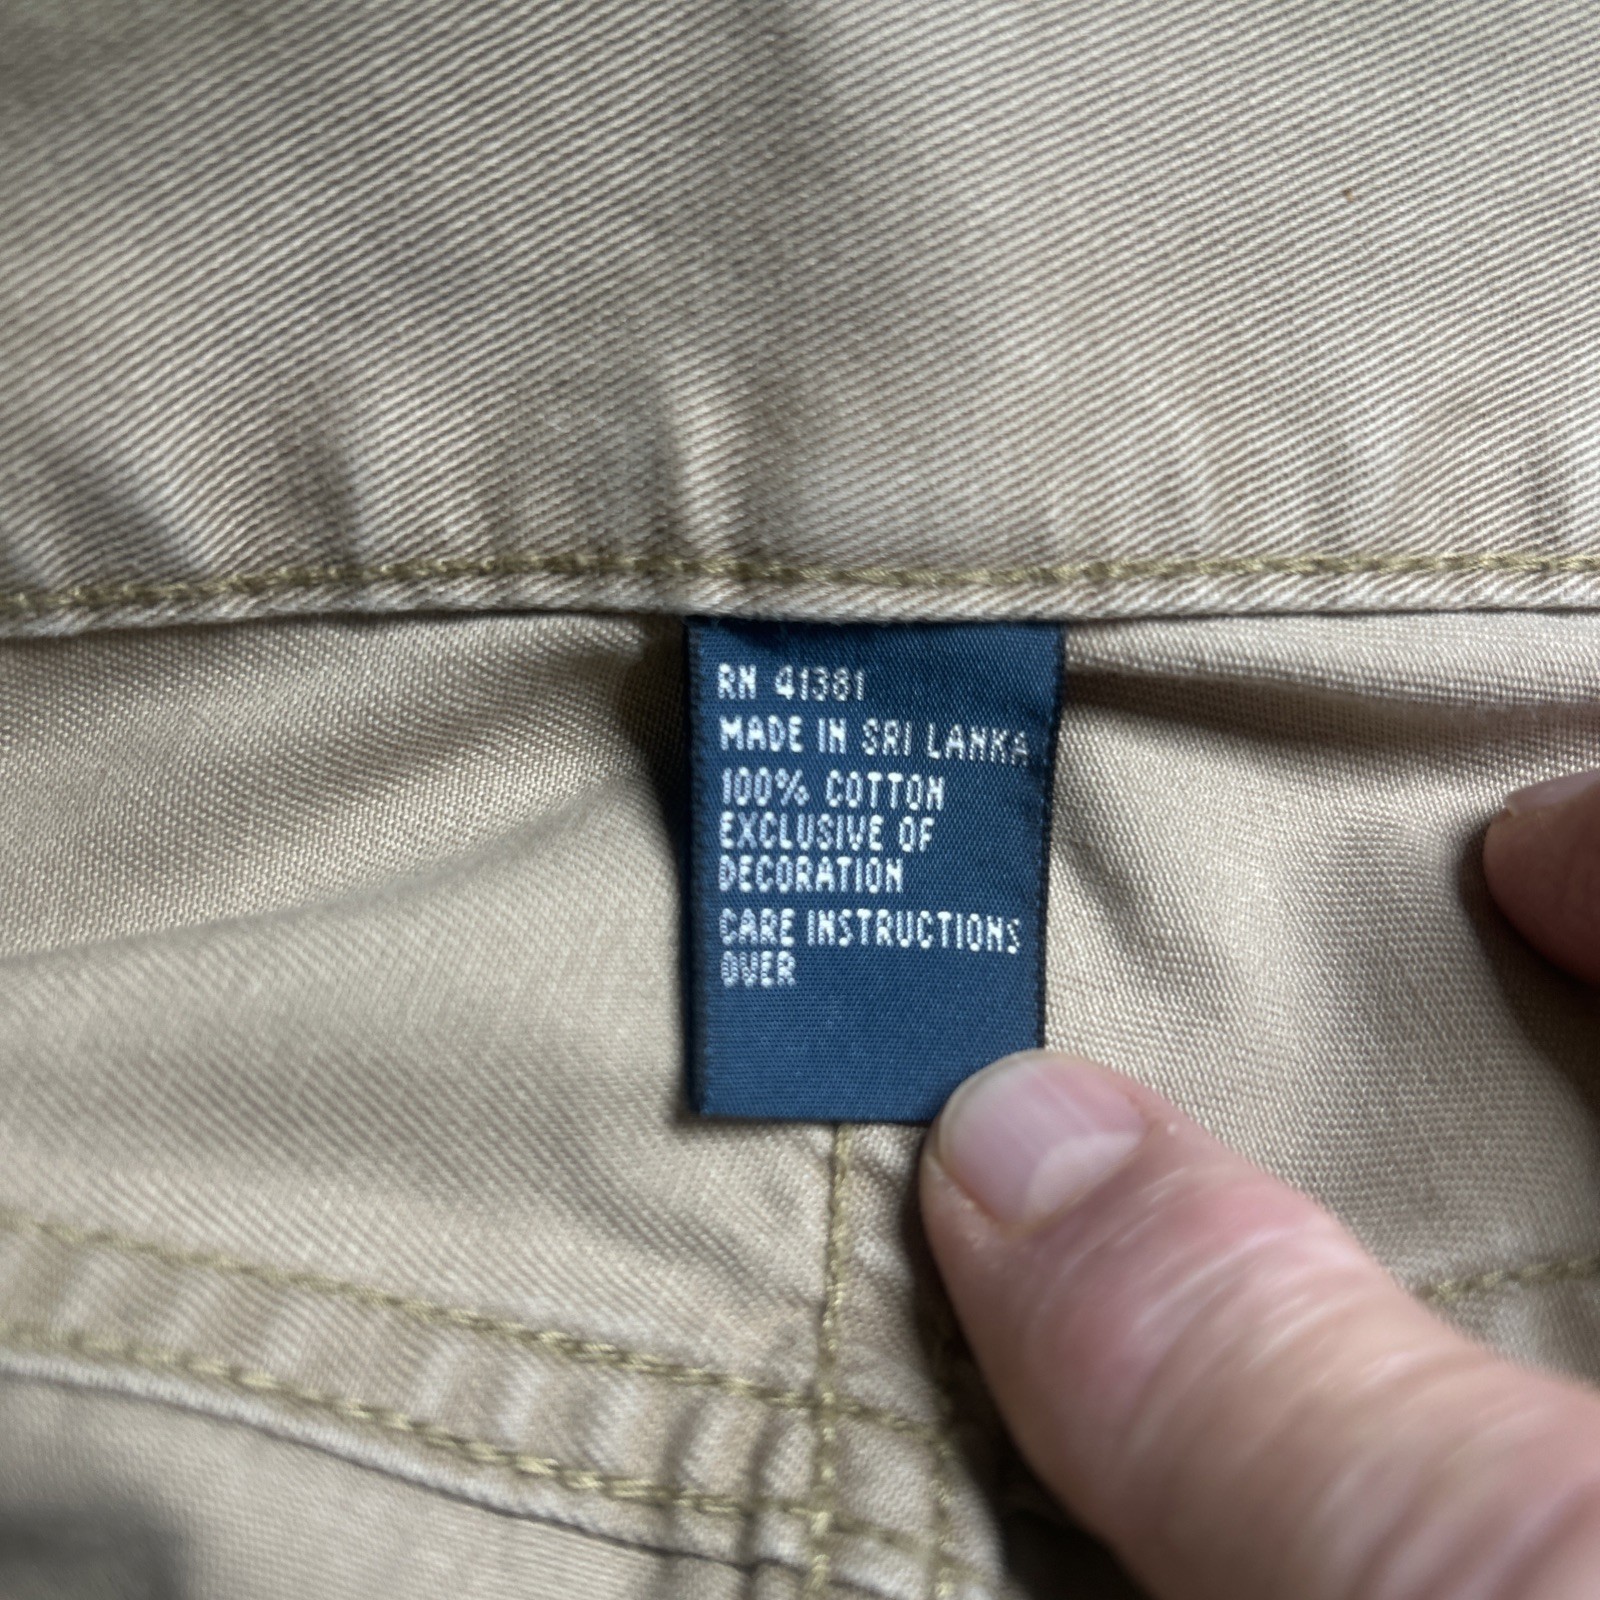 RN 41381
MADE IN SRI LANKA
100% COTTON
EXCLUSIVE OF
DECORATION
CARE INSTRUCTIONS
OVER